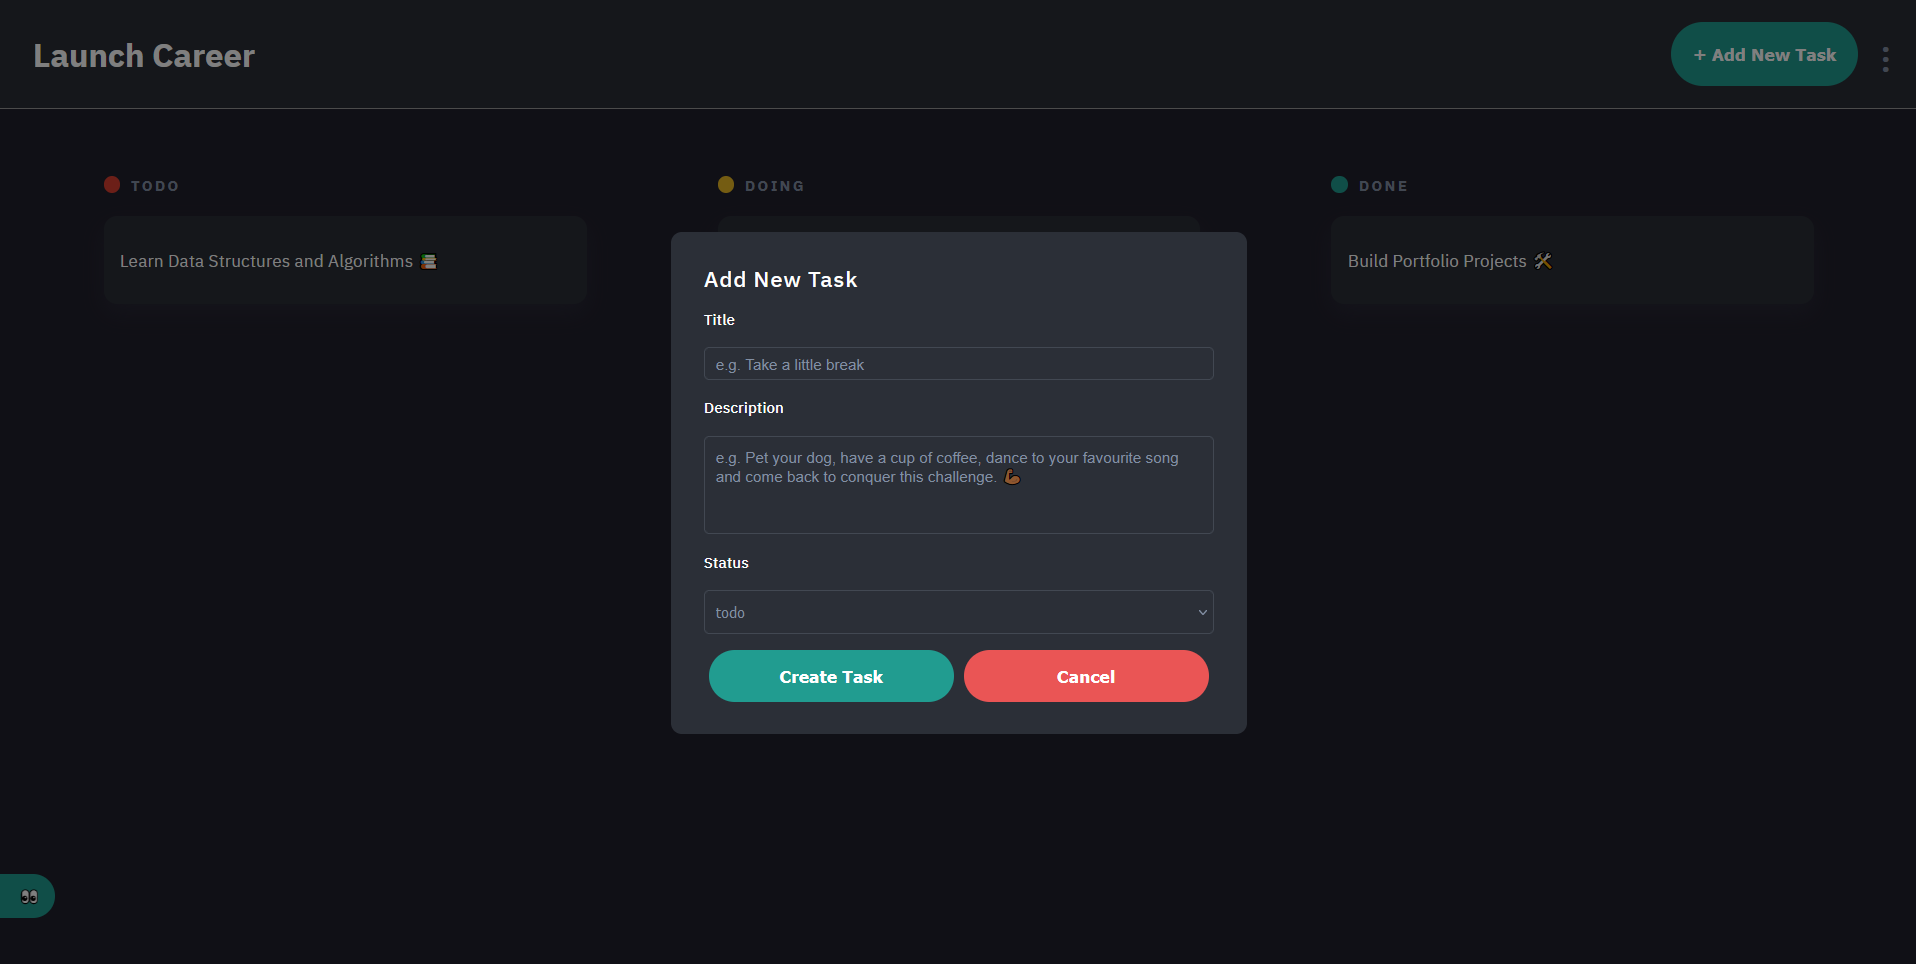 Launch Career
+ Add New Task
TODO
DOING
DONE
Learn Data Structures and Algorithms 📚
Build Portfolio Projects 🛠
Add New Task
Title
e.g. Take a little break
Description
e.g. Pet your dog, have a cup of coffee, dance to your favourite song
and come back to conquer this challenge. 💪🏾
Status
todo
Create Task
Cancel
👀